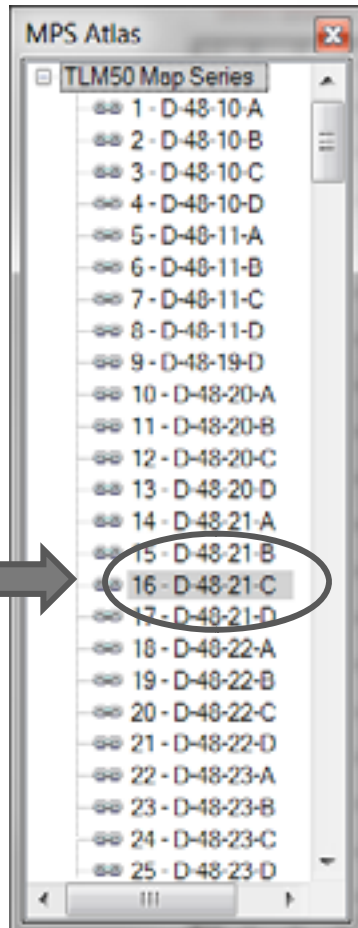 MPS Atlas
TLM50 Map Series
1 - D-48-10-A
2 - D-48-10-B
3 - D-48-10-C
4 - D-48-10-D
5 - D-48-11-A
6 - D-48-11-B
7 - D-48-11-C
8 - D-48-11-D
9 - D-48-19-D
10 - D-48-20-A
11 - D-48-20-B
12 - D-48-20-C
13 - D-48-20-D
14 - D-48-21-A
15 - D-48-21-B
16 - D-48-21-C
17 - D-48-21-D
18 - D-48-22-A
19 - D-48-22-B
20 - D-48-22-C
21 - D-48-22-D
22 - D-48-23-A
23 - D-48-23-B
24 - D-48-23-C
25 - D-48-23-D